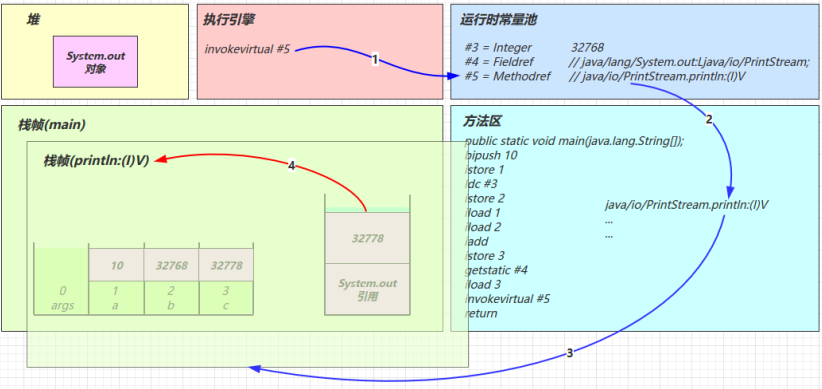 堆
System.out
对象
执行引擎
invokevirtual #5
1
运行时常量池
#3 = Integer 32768
#4 = Fieldref // java/lang/System.out:Ljava/io/PrintStream;
#5 = Methodref // java/io/PrintStream.println:(I)V
2
栈帧(main)
栈帧(println:(I)V)
4
32778
System.out
引用
10 32768 32778
0 1 2 3
args a b c
方法区
public static void main(java.lang.String[]);
bipush 10
istore 1
ldc #3
istore 2
iload 1
iload 2
iadd
istore 3
getstatic #4
iload 3
invokevirtual #5
return
java/io/PrintStream.println:(I)V
...
...
3